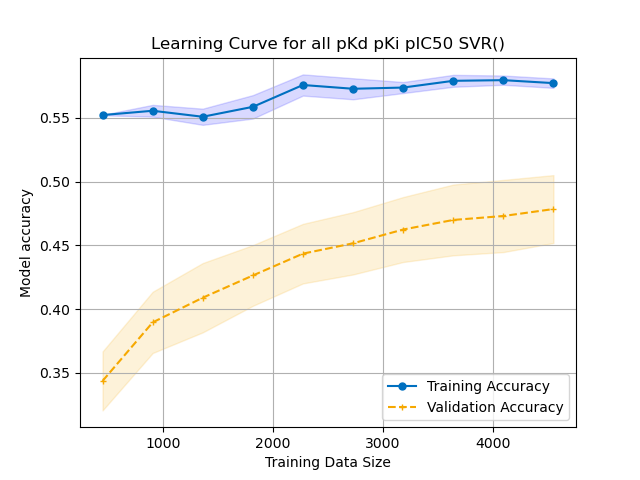 Learning Curve for all pKd pKi pIC50 SVR()
Model accuracy
0.55
0.50
0.45
0.40
0.35
1000
2000
3000
4000
Training Data Size
Training Accuracy
Validation Accuracy